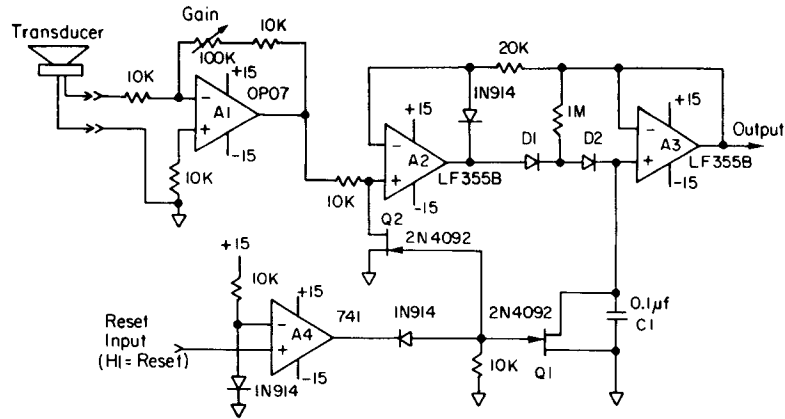 Gain
Transducer
10K
100K
20K
10K
+15
OP07
-
A1
+
-15
10K
1N914
1M
+15
-
A2
+
-15
LF355B
D1
D2
+15
-
A3
+
-15
LF355B
Output
10K
Q2
2N4092
+15
10K
+15
741
-
A4
+
-15
1N914
Reset
Input
(HI=Reset)
1N914
2N4092
10K
Q1
0.1µf
C1